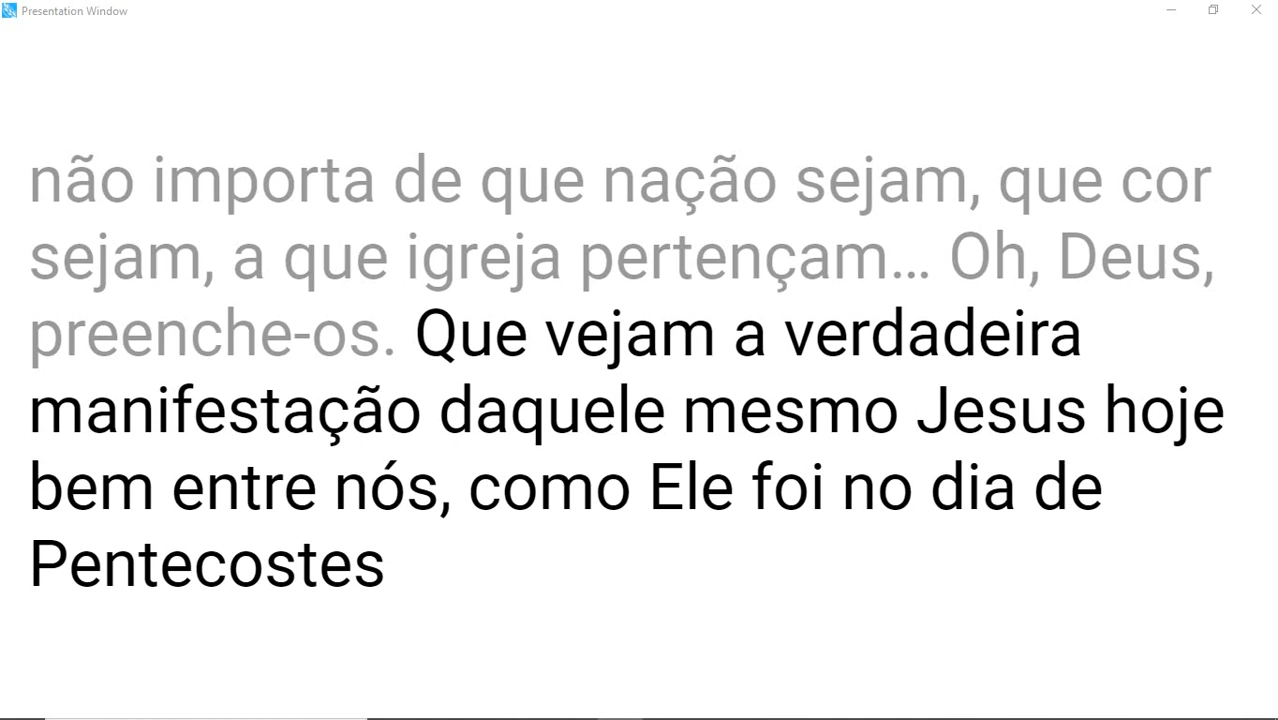 Presentation Window
não importa de que nação sejam, que cor
sejam, a que igreja pertençam... Oh, Deus,
preenche-os. Que vejam a verdadeira
manifestação daquele mesmo Jesus hoje
bem entre nós, como Ele foi no dia de
Pentecostes